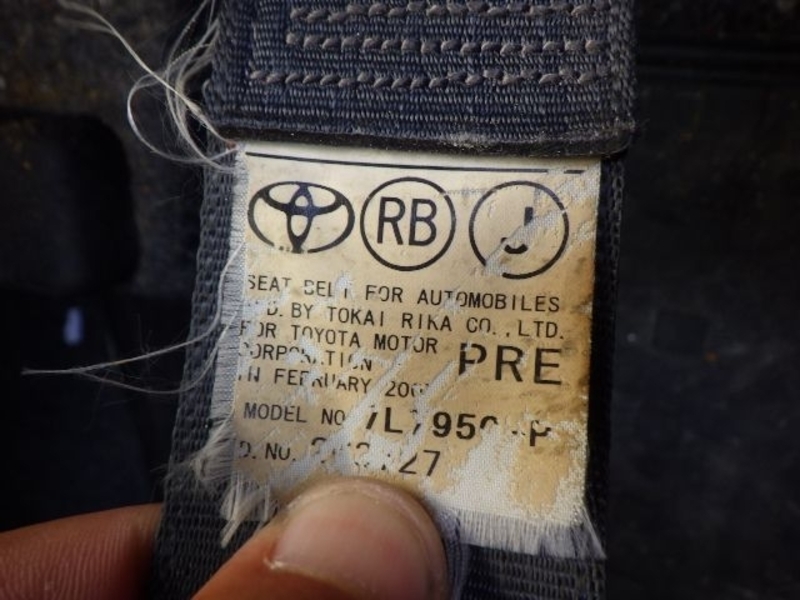 RB J
SEAT BELT FOR AUTOMOBILES
MFD. BY TOKAI RIKA CO., LTD.
FOR TOYOTA MOTOR
CORPORATION PRE
IN FEBRUARY
MODEL NO.
D. NO.